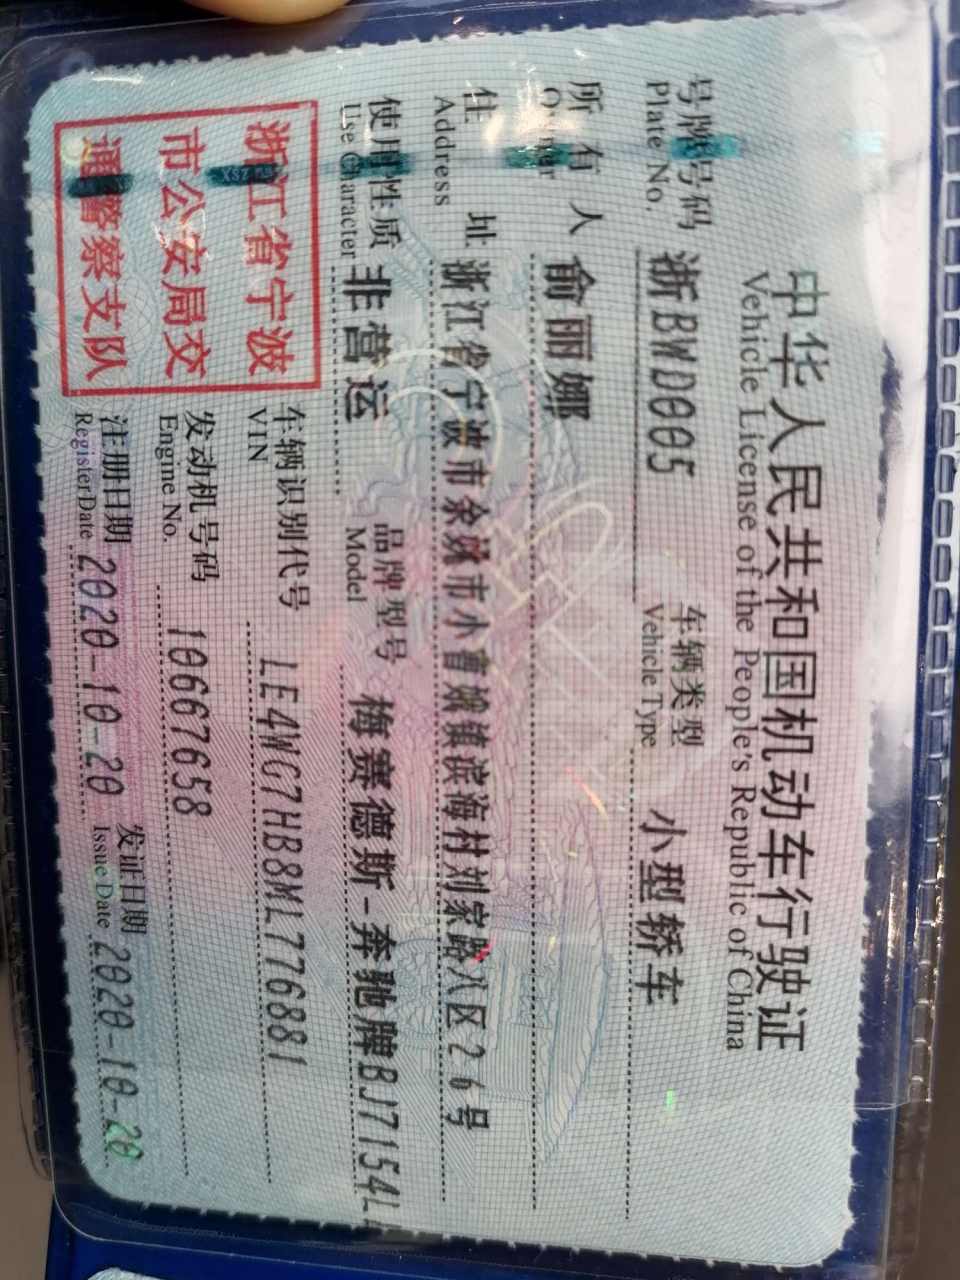 中华人民共和国机动车行驶证
Vehicle License of the People's Republic of China
号牌号码 浙BWD0005 车辆类型 小型轿车
Plate No. Vehicle Type
所有人 俞丽娜
Owner
住址 浙江省宁波市余姚市小曹娥镇滨海村刘家路八区26号
Address
使用性质 非营运 品牌型号 梅赛德斯-奔驰牌BJ7154L
Use Character Model
浙江省宁波
市公安局交
通警察支队
车辆识别代号 LE4WG7HB8ML776881
VIN
发动机号码 10667658
Engine No.
注册日期 2020-10-20 发证日期 2020-10-20
Register Date Issue Date